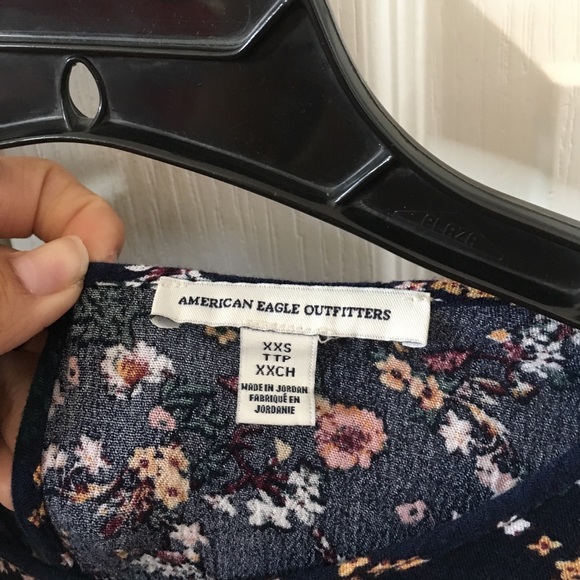 AMERICAN EAGLE OUTFITTERS
XXS
TTP
XXCH
MADE IN JORDAN
FABRIQUÉ EN
JORDANIE